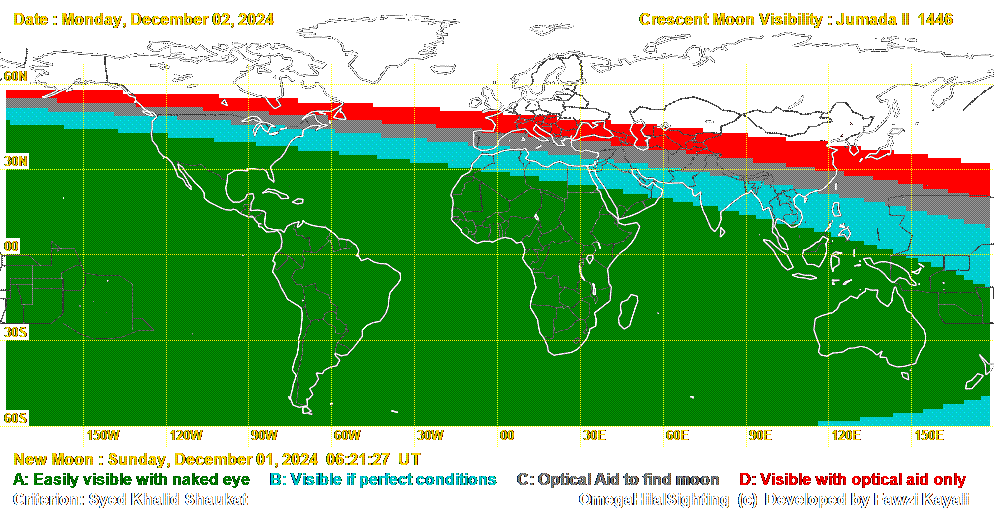 Date : Monday, December 02, 2024 Crescent Moon Visibility : Jumada II 1446
60N
30N
00
30S
60S
150W 120W 90W 60W 30W 00 30E 60E 90E 120E 150E
New Moon : Sunday, December 01, 2024 06:21:27 UT
A: Easily visible with naked eye B: Visible if perfect conditions C: Optical Aid to find moon D: Visible with optical aid only
Criterion: Syed Khalid Shaukat OmegaHilalSighting (c) Developed by Fawzi Kayali